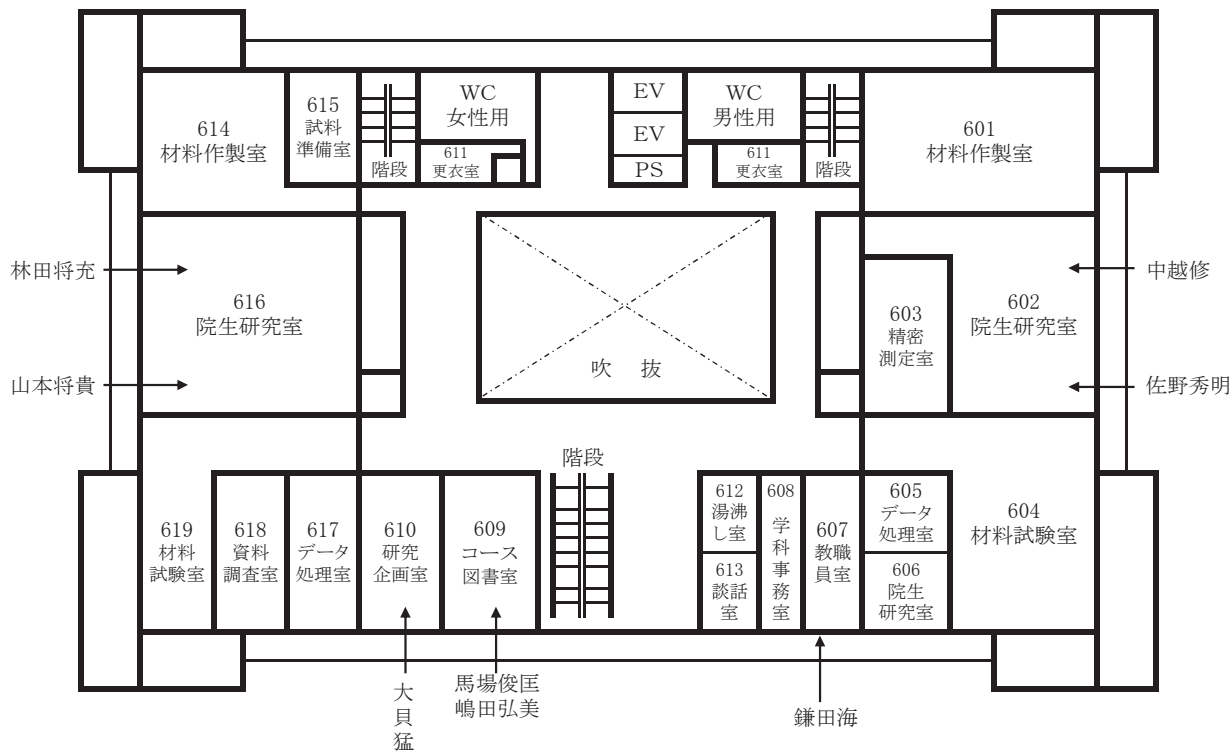 614
材料作製室
615
試料
準備室
階段
WC
女性用
611
更衣室
EV
EV
PS
WC
男性用
611
更衣室
階段
601
材料作製室
林田将充
山本将貴
616
院生研究室
吹　抜
603
精密
測定室
602
院生研究室
中越修
佐野秀明
619
材料
試験室
618
資料
調査室
617
データ
処理室
610
研究
企画室
609
コース
図書室
階段
612
湯沸
し室
613
談話
室
608
学科事務室
607
教職
員室
605
データ
処理室
606
院生
研究室
604
材料試験室
大貝猛
馬場俊匡
嶋田弘美
鎌田海